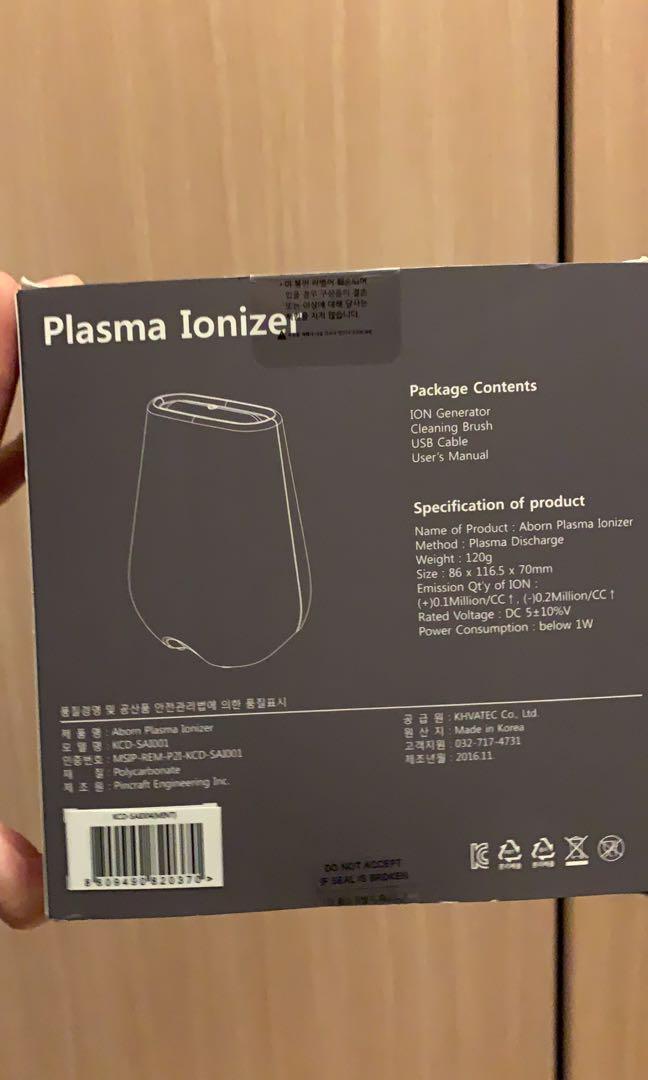 Plasma Ionizer
Package Contents
ION Generator
Cleaning Brush
USB Cable
User's Manual
Specification of product
Name of Product : Aborn Plasma Ionizer
Method : Plasma Discharge
Weight : 120g
Size : 86 x 116.5 x 70mm
Emission Qt'y of ION :
(+)0.1Million/CC↑, (-)0.2Million/CC↑
Rated Voltage : DC 5±10%V
Power Consumption : below 1W
품질경영 및 공산품 안전관리법에 의한 품질표시
제 품 명 : Aborn Plasma Ionizer
모 델 명 : KCD-SAI001
인증번호 : MSIP-REM-P2I-KCD-SAI001
재 질 : Polycarbonate
제 조 원 : Pincraft Engineering Inc.
공 급 원 : KHVATEC Co., Ltd.
원 산 지 : Made in Korea
고객지원 : 032-717-4731
제조년월 : 2016.11.
8 809490 820370 >
DO NOT ACCEPT
IF SEAL IS BROKEN